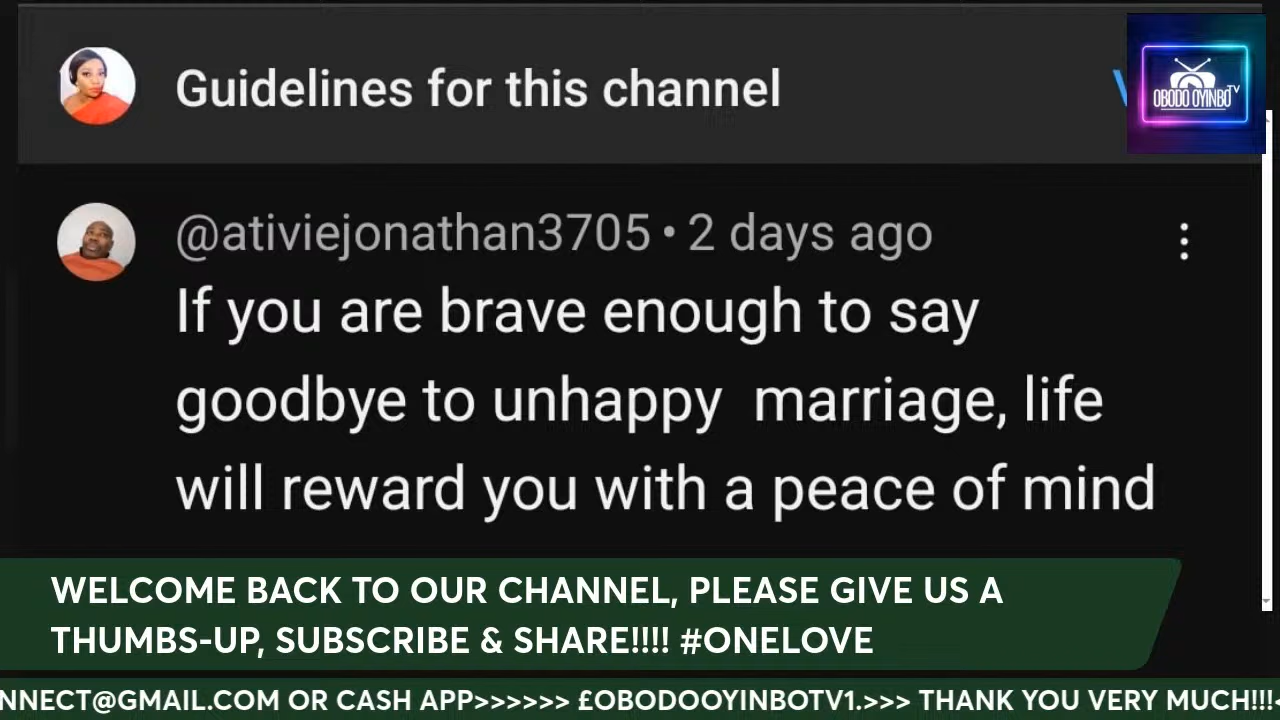 Guidelines for this channel
OBODO OYINBO TV
@ativiejonathan3705 • 2 days ago
If you are brave enough to say
goodbye to unhappy  marriage, life
will reward you with a peace of mind
WELCOME BACK TO OUR CHANNEL, PLEASE GIVE US A
THUMBS-UP, SUBSCRIBE & SHARE!!!! #ONELOVE
NNECT@GMAIL.COM OR CASH APP>>>>>> £OBODOOYINBOTV1.>>> THANK YOU VERY MUCH!!!